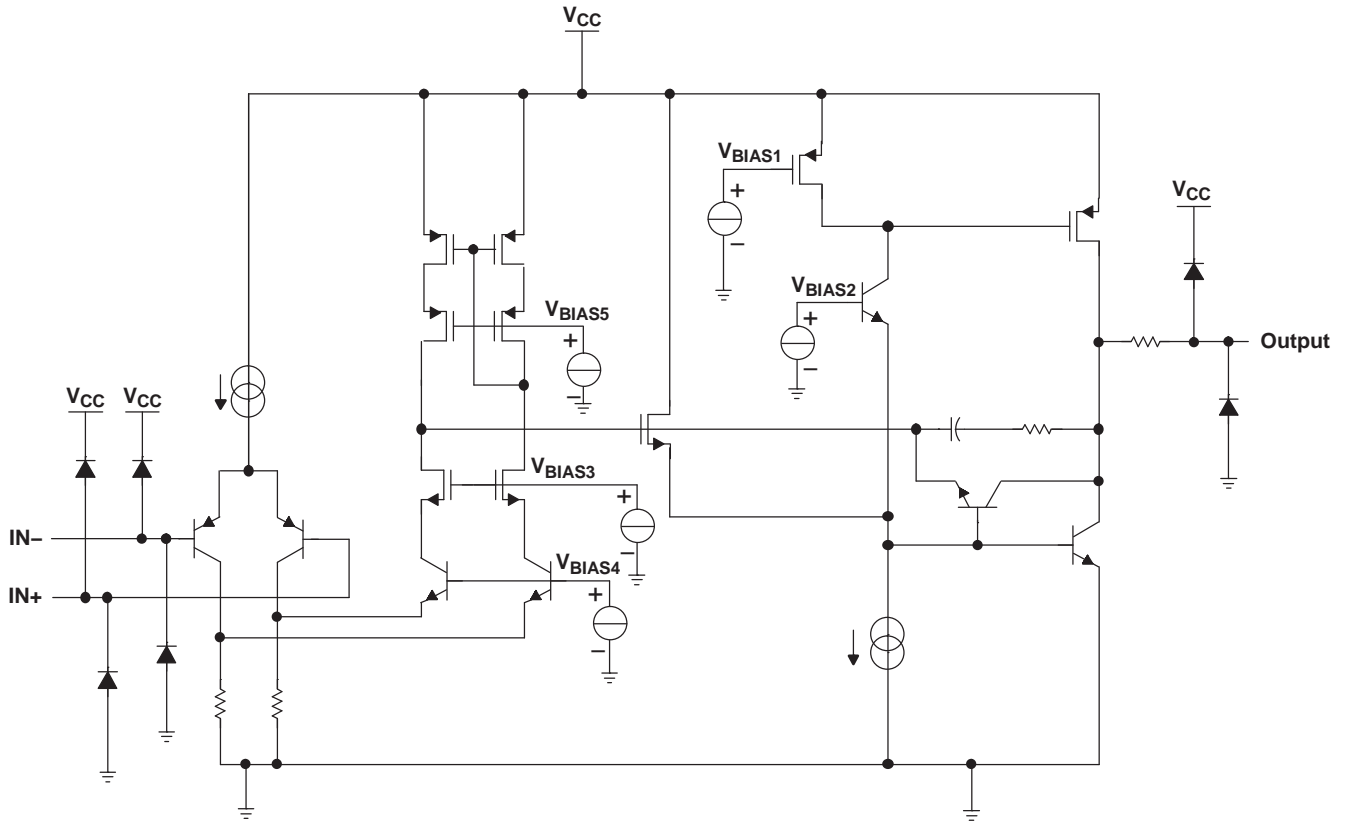 VCC
VBIAS1
VCC
VBIAS2
+
−
VBIAS5
+
−
+
−
Output
VCC
VCC
VBIAS3
+
−
IN−
VBIAS4
+
−
IN+